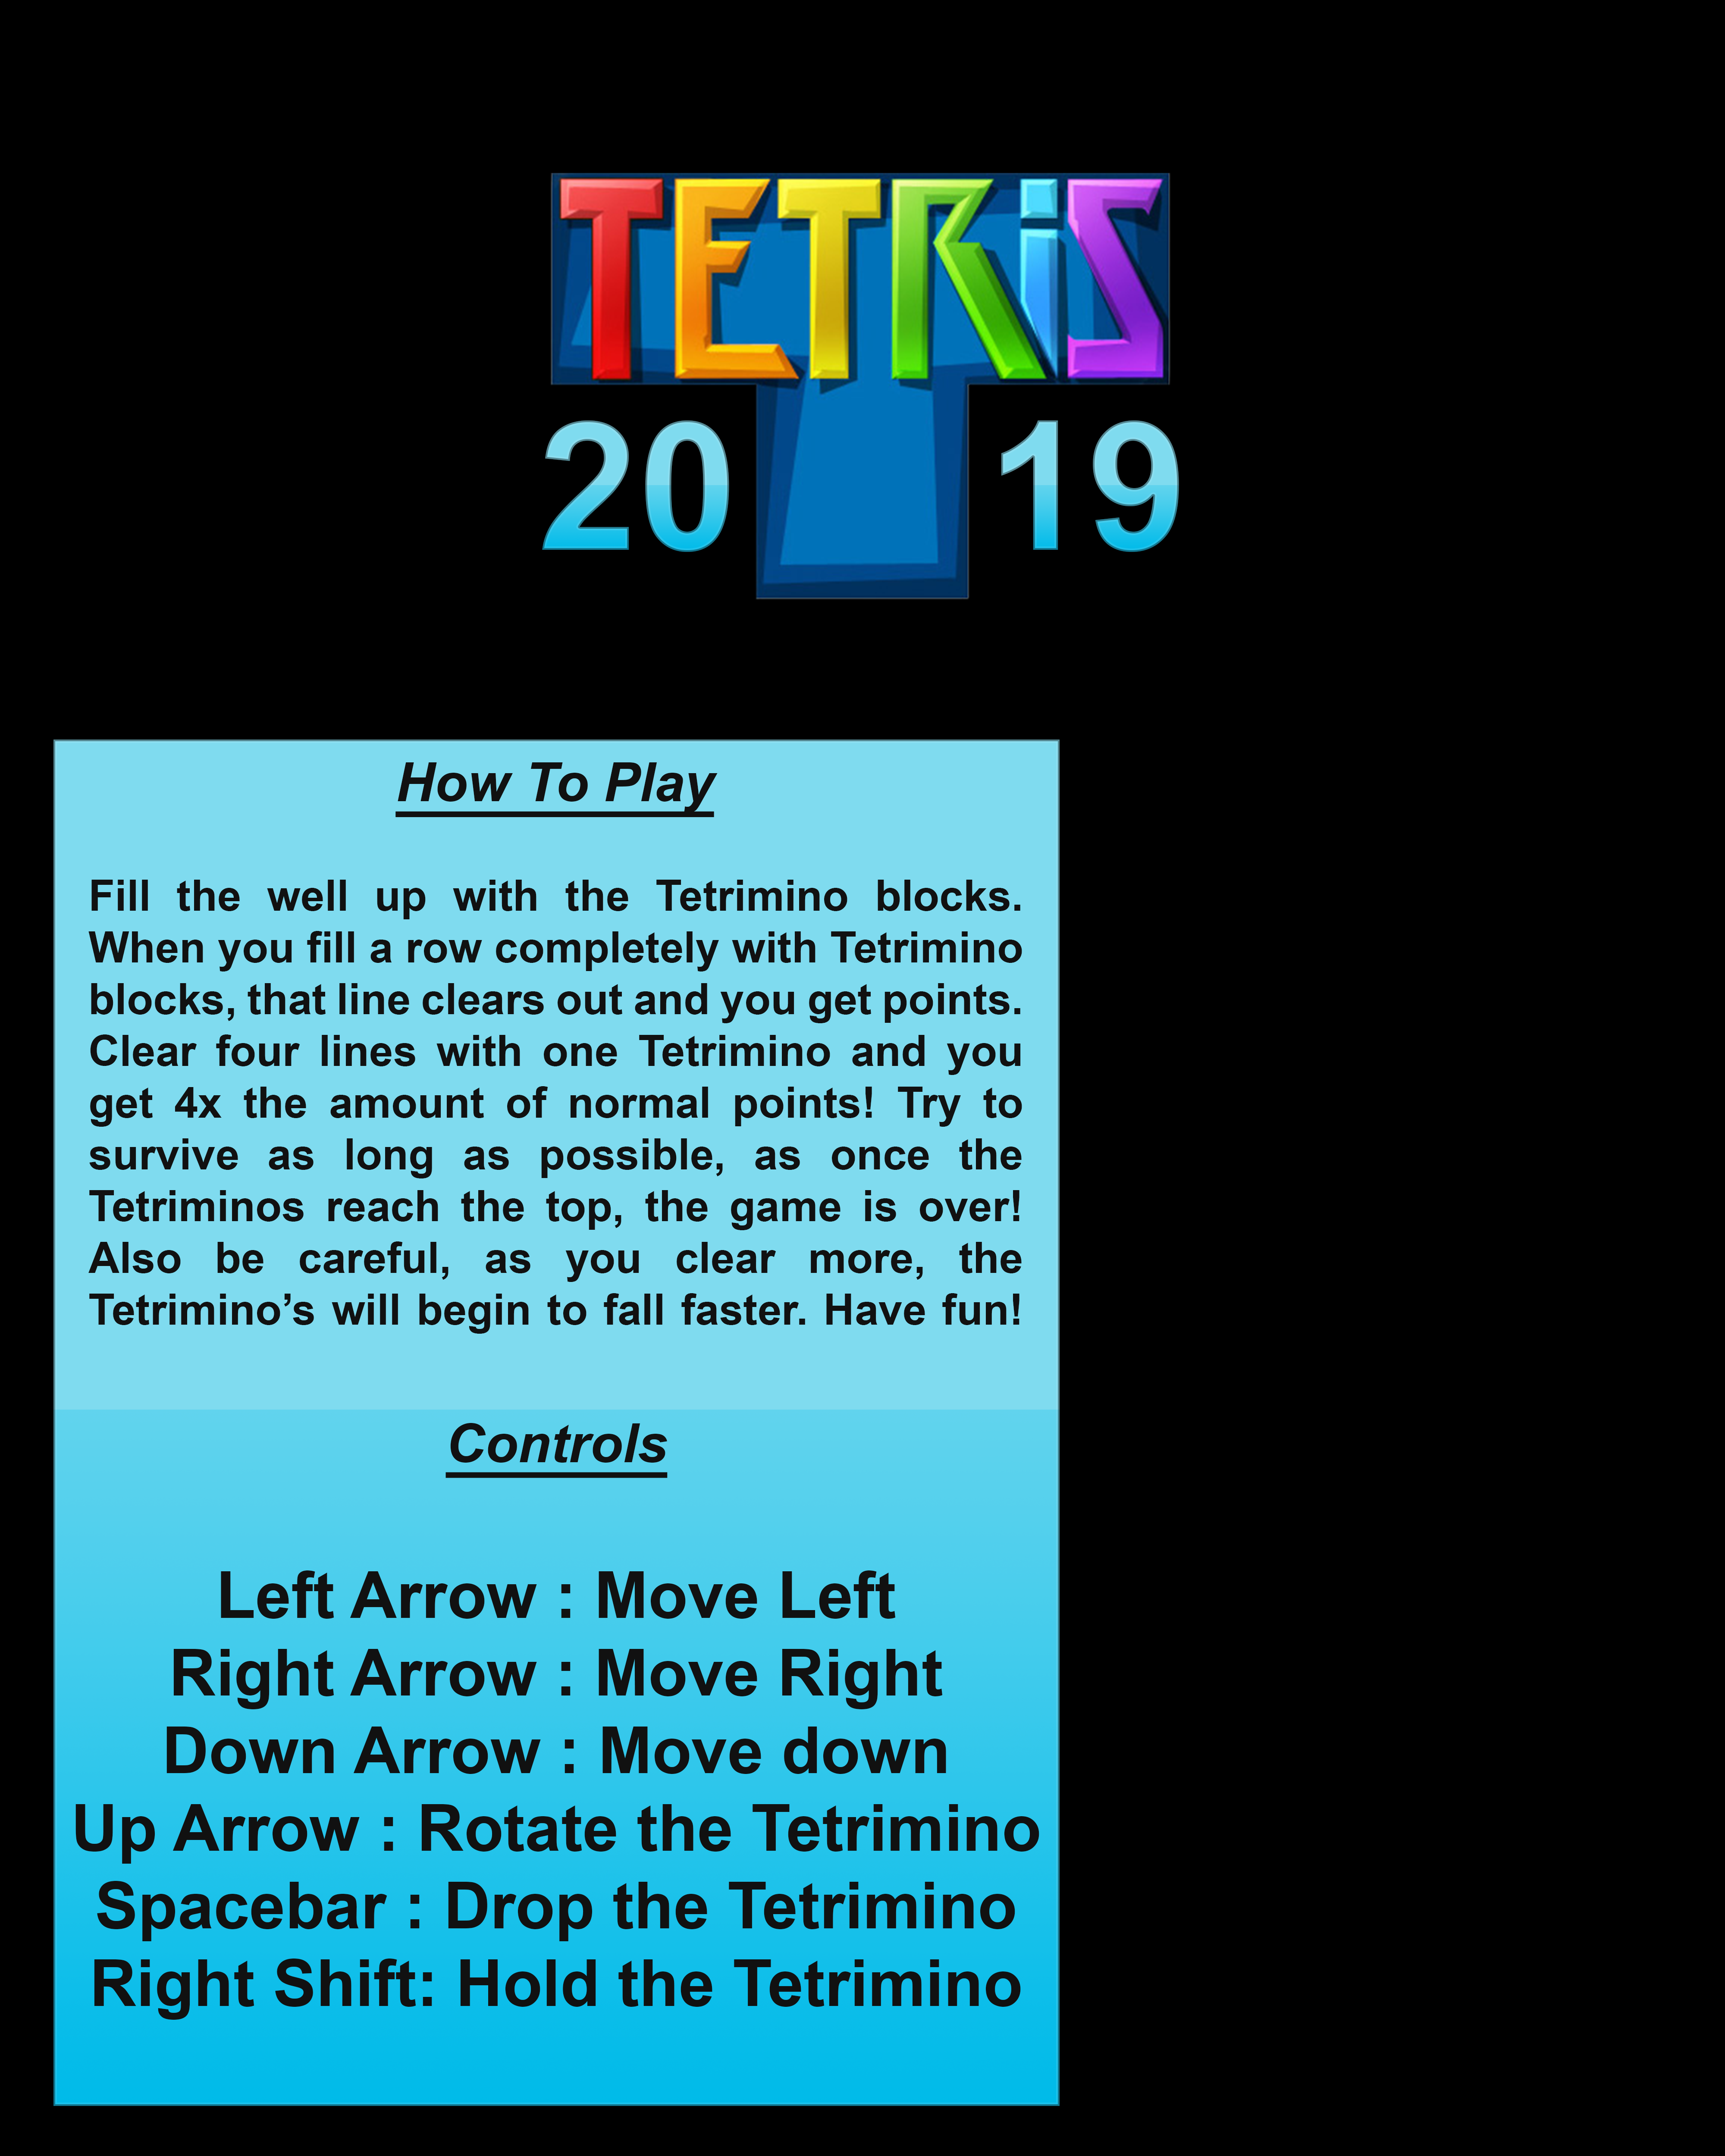 TETRiS
20 19
How To Play
Fill the well up with the Tetrimino blocks.
When you fill a row completely with Tetrimino
blocks, that line clears out and you get points.
Clear four lines with one Tetrimino and you
get 4x the amount of normal points! Try to
survive as long as possible, as once the
Tetriminos reach the top, the game is over!
Also be careful, as you clear more, the
Tetrimino’s will begin to fall faster. Have fun!
Controls
Left Arrow : Move Left
Right Arrow : Move Right
Down Arrow : Move down
Up Arrow : Rotate the Tetrimino
Spacebar : Drop the Tetrimino
Right Shift: Hold the Tetrimino